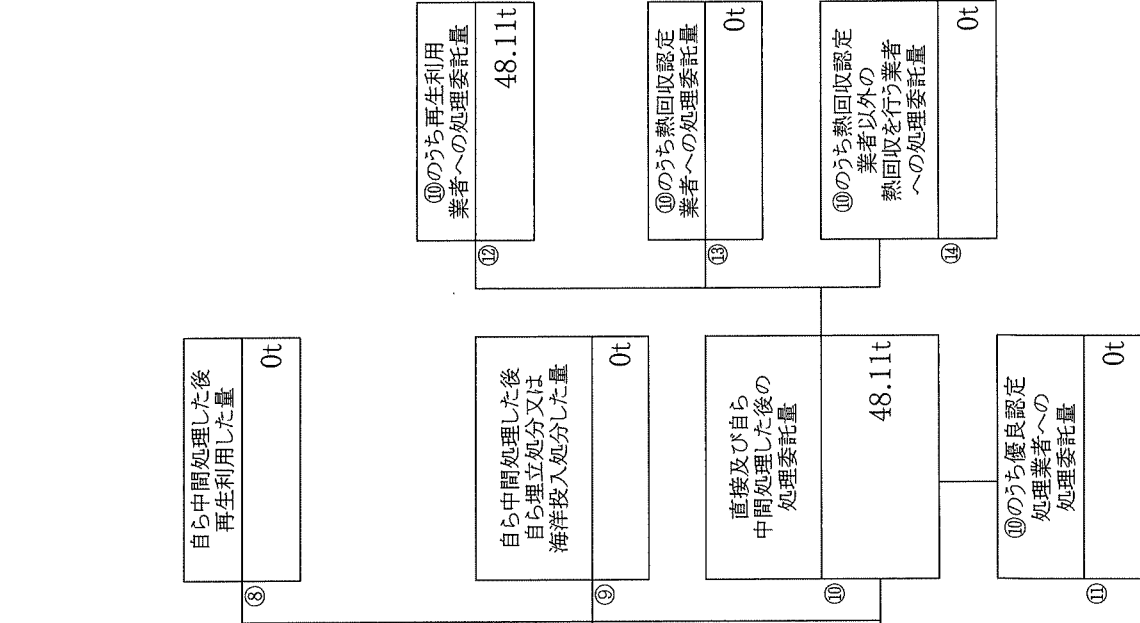 ⑧
自ら中間処理した後
再生利用した量
0t
⑨
自ら中間処理した後
自ら埋立処分又は
海洋投入処分した量
0t
⑩
直接及び自ら
中間処理した後の
処理委託量
48.11t
⑪
⑩のうち優良認定
処理業者への
処理委託量
0t
⑫
⑩のうち再生利用
業者への処理委託量
48.11t
⑬
⑩のうち熱回収認定
業者への処理委託量
0t
⑭
⑩のうち熱回収認定
業者以外の
熱回収を行う業者
への処理委託量
0t